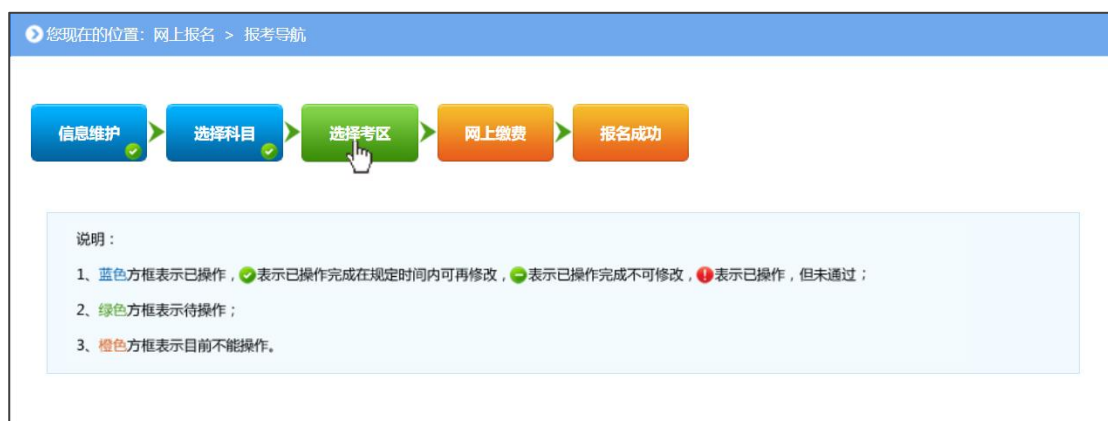 您现在的位置：网上报名 > 报考导航
信息维护 选择科目 选择考区 网上缴费 报名成功
说明：
1、蓝色方框表示已操作，表示已操作完成在规定时间内可再修改，表示已操作完成不可修改，表示已操作，但未通过；
2、绿色方框表示待操作；
3、橙色方框表示目前不能操作。